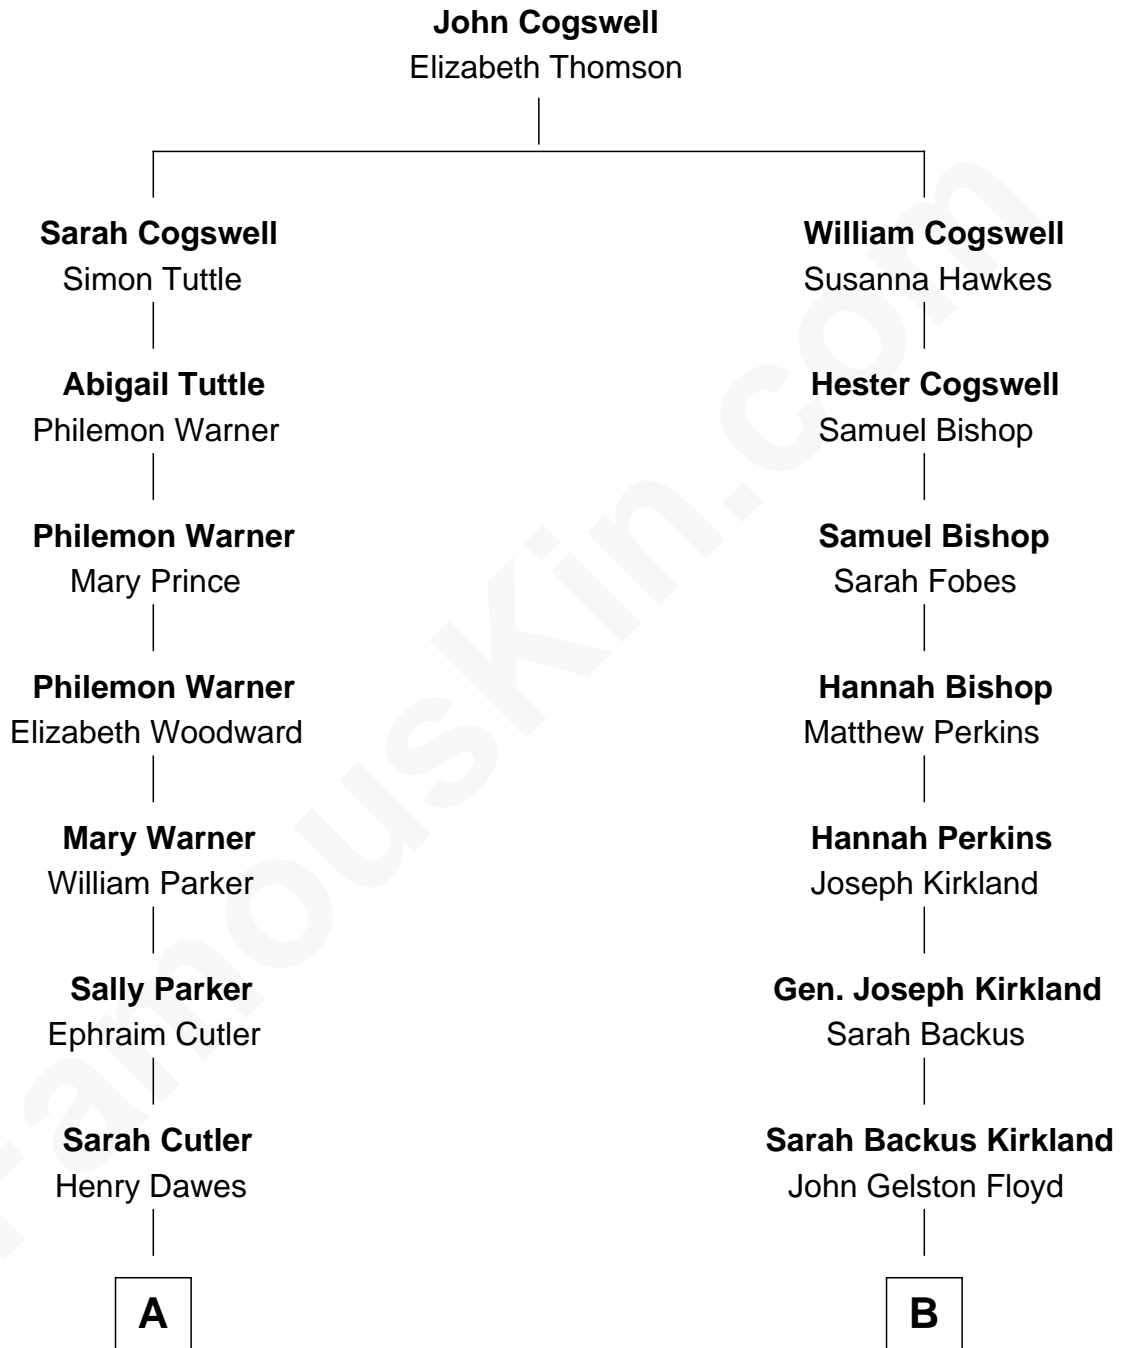 John Cogswell
Elizabeth Thomson
Sarah Cogswell
Simon Tuttle
Abigail Tuttle
Philemon Warner
Philemon Warner
Mary Prince
Philemon Warner
Elizabeth Woodward
Mary Warner
William Parker
Sally Parker
Ephraim Cutler
Sarah Cutler
Henry Dawes
A
William Cogswell
Susanna Hawkes
Hester Cogswell
Samuel Bishop
Samuel Bishop
Sarah Fobes
Hannah Bishop
Matthew Perkins
Hannah Perkins
Joseph Kirkland
Gen. Joseph Kirkland
Sarah Backus
Sarah Backus Kirkland
John Gelston Floyd
B
FamousKin.com